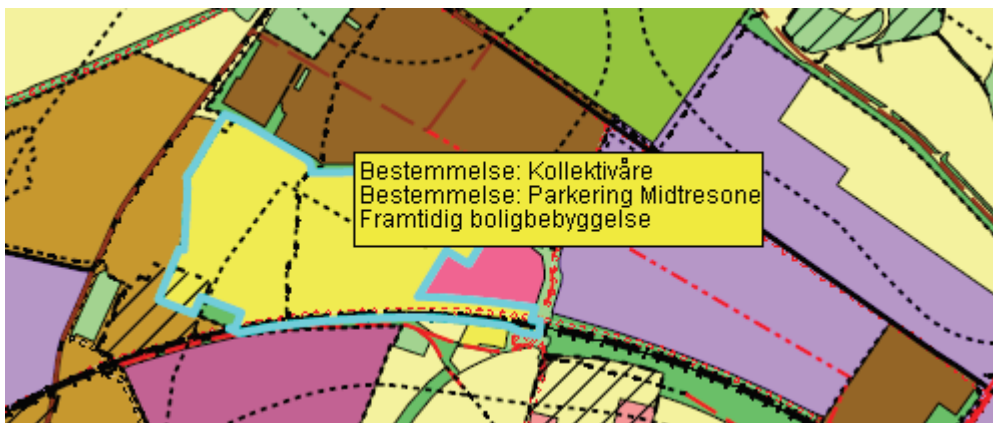 Bestemmelse: Kollektivåre
Bestemmelse: Parkering Midtresone
Framtidig boligbebyggelse